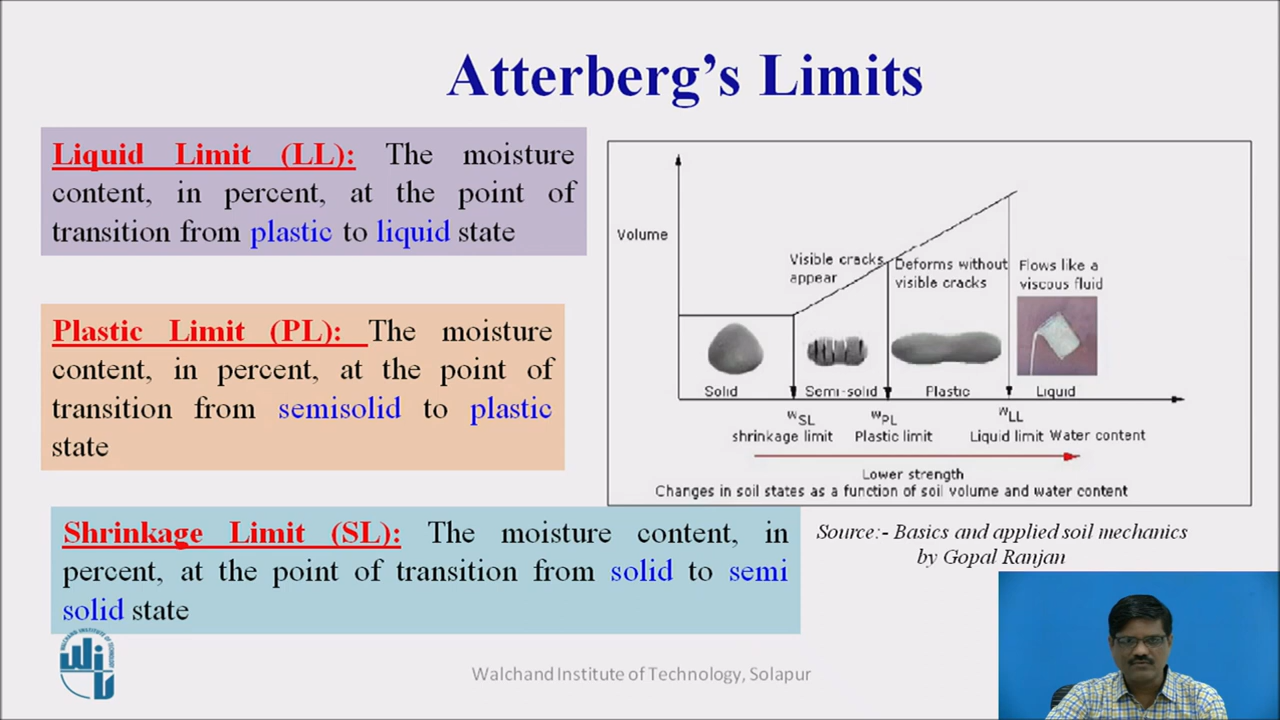 Atterberg's Limits
Liquid Limit (LL): The moisture
content, in percent, at the point of
transition from plastic to liquid state
Plastic Limit (PL): The moisture
content, in percent, at the point of
transition from semisolid to plastic
state
Shrinkage Limit (SL): The moisture content, in
percent, at the point of transition from solid to semi
solid state
Volume
Visible cracks
appear
Deforms without
visible cracks
Flows like a
viscous fluid
Solid
Semi-solid
Plastic
Liquid
wSL
wPL
wLL
shrinkage limit
Plastic limit
Liquid limit
Water content
Lower strength
Changes in soil states as a function of soil volume and water content
Source:- Basics and applied soil mechanics
by Gopal Ranjan
WALCHAND INSTITUTE OF TECHNOLOGY
WIT
Walchand Institute of Technology, Solapur